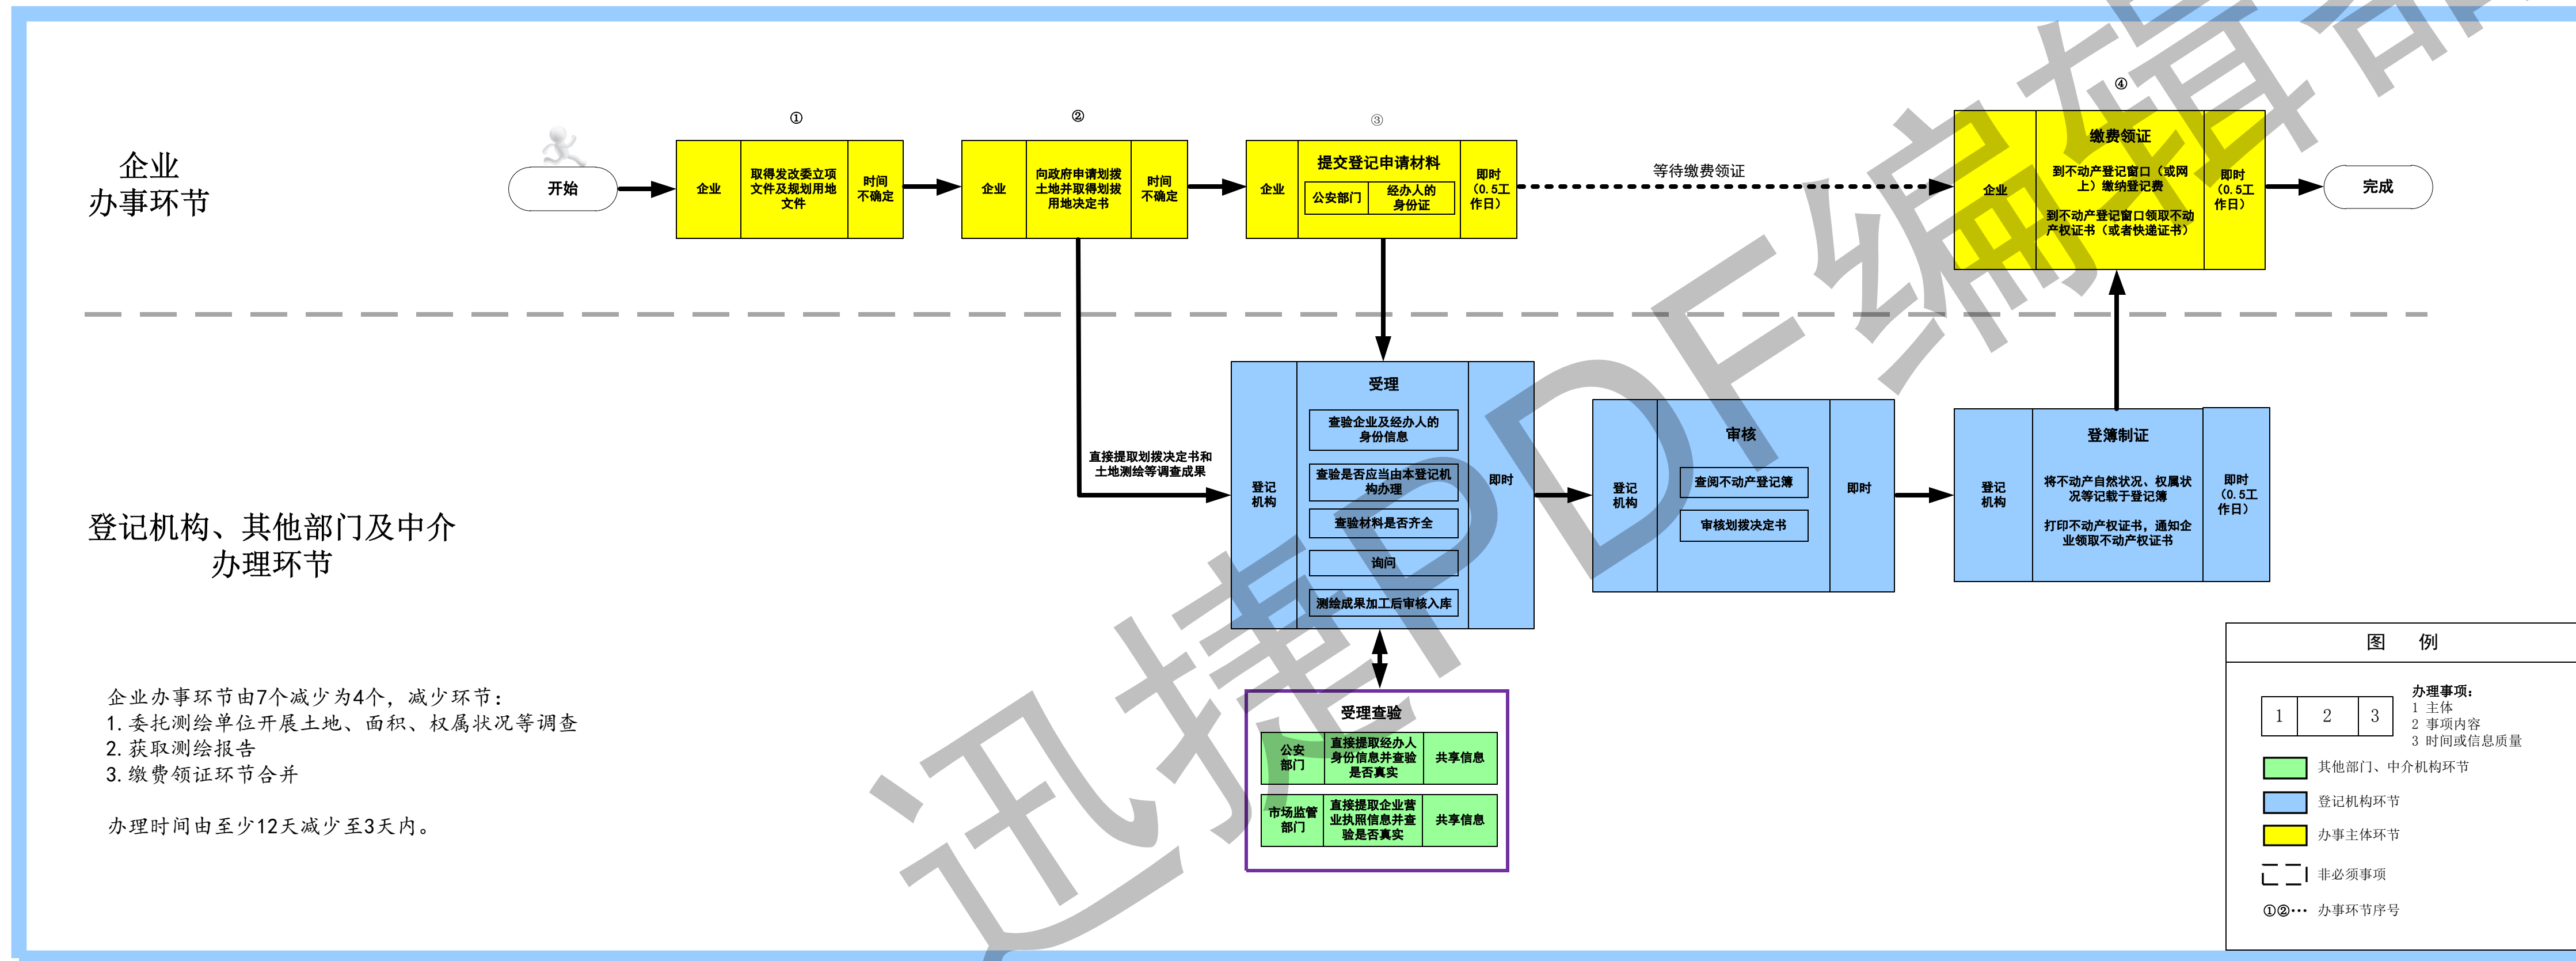 企业
办事环节
开始
①
企业
取得发改委立项
文件及规划用地
文件
时间
不确定
②
企业
向政府申请划拨
土地并取得划拨
用地决定书
时间
不确定
③
企业
提交登记申请材料
公安部门
经办人的
身份证
即时
（0.5工
作日）
等待缴费领证
④
企业
缴费领证
到不动产登记窗口（或网
上）缴纳登记费
到不动产登记窗口领取不动
产权证书（或者快递证书）
即时
（0.5工
作日）
完成
登记机构、其他部门及中介
办理环节
直接提取划拨决定书和
土地测绘等调查成果
登记
机构
受理
查验企业及经办人的
身份信息
查验是否应当由本登记机
构办理
查验材料是否齐全
询问
测绘成果加工后审核入库
即时
登记
机构
审核
查阅不动产登记簿
审核划拨决定书
即时
登记
机构
登簿制证
将不动产自然状况、权属状
况等记载于登记簿
打印不动产权证书，通知企
业领取不动产权证书
即时
（0.5工
作日）
受理查验
公安
部门
直接提取经办人
身份信息并查验
是否真实
共享信息
市场监管
部门
直接提取企业营
业执照信息并查
验是否真实
共享信息
企业办事环节由7个减少为4个，减少环节：
1.委托测绘单位开展土地、面积、权属状况等调查
2.获取测绘报告
3.缴费领证环节合并
办理时间由至少12天减少至3天内。
图 例
1 2 3
办理事项：
1 主体
2 事项内容
3 时间或信息质量
其他部门、中介机构环节
登记机构环节
办事主体环节
非必须事项
①②… 办事环节序号
迅捷PDF编辑部